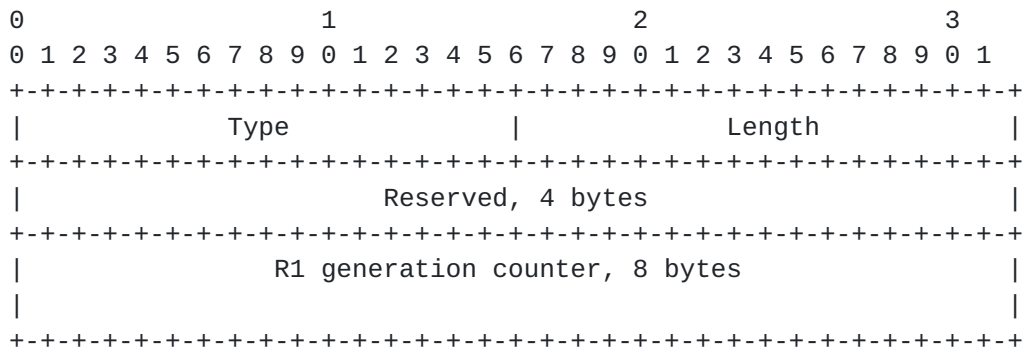 0                   1                   2                   3
0 1 2 3 4 5 6 7 8 9 0 1 2 3 4 5 6 7 8 9 0 1 2 3 4 5 6 7 8 9 0 1
+-+-+-+-+-+-+-+-+-+-+-+-+-+-+-+-+-+-+-+-+-+-+-+-+-+-+-+-+-+-+-+-+
|             Type              |             Length            |
+-+-+-+-+-+-+-+-+-+-+-+-+-+-+-+-+-+-+-+-+-+-+-+-+-+-+-+-+-+-+-+-+
|                       Reserved, 4 bytes                       |
+-+-+-+-+-+-+-+-+-+-+-+-+-+-+-+-+-+-+-+-+-+-+-+-+-+-+-+-+-+-+-+-+
|                R1 generation counter, 8 bytes                 |
|                                                               |
+-+-+-+-+-+-+-+-+-+-+-+-+-+-+-+-+-+-+-+-+-+-+-+-+-+-+-+-+-+-+-+-+